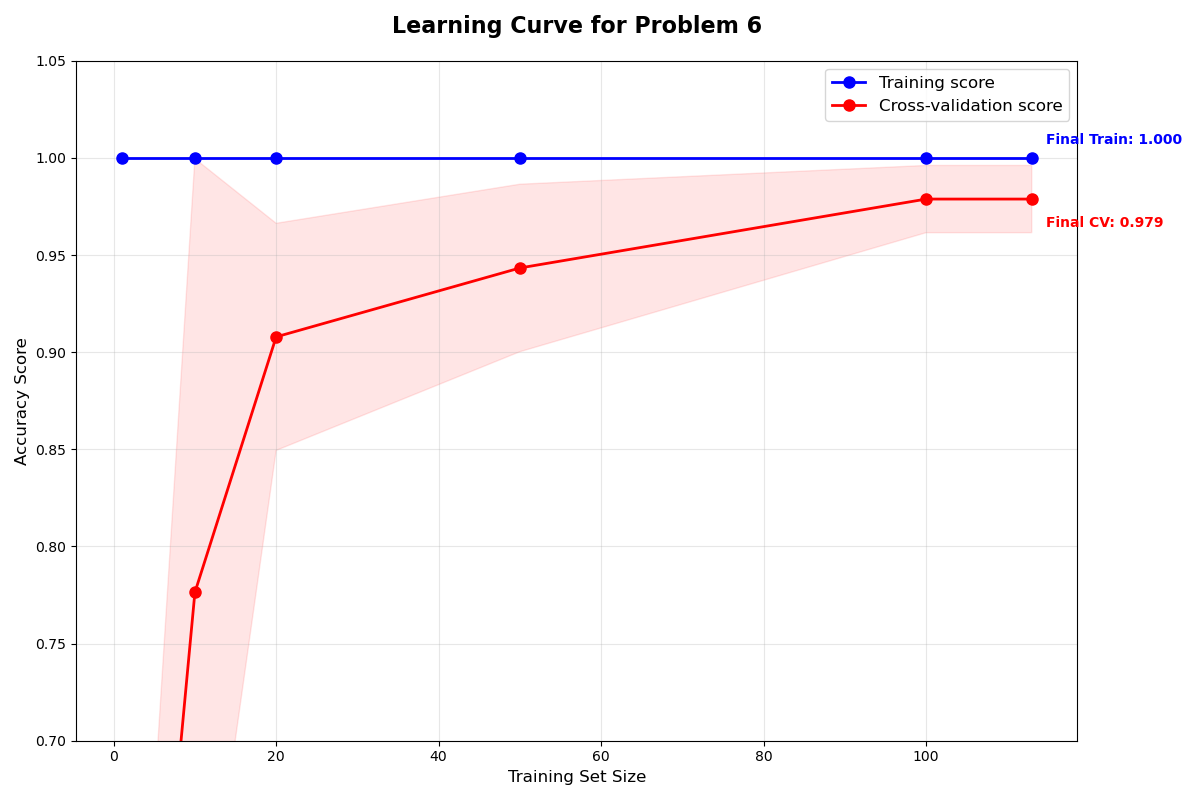 Learning Curve for Problem 6
1.05
Training score
Cross-validation score
Final Train: 1.000
1.00
Final CV: 0.979
0.95
0.90
Accuracy Score
0.85
0.80
0.75
0.70
0
20
40
60
80
100
Training Set Size